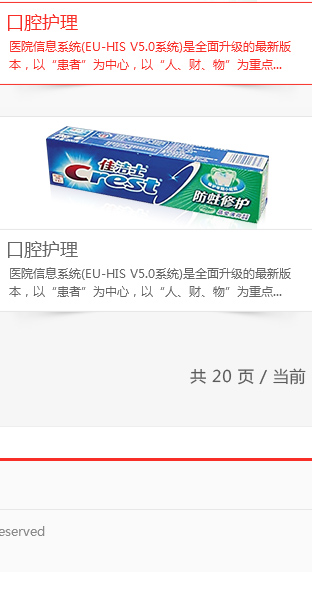 口腔护理
医院信息系统(EU-HIS V5.0系统)是全面升级的最新版
本，以“患者”为中心，以“人、财、物”为重点...
佳洁士
Crest
防蛀修护
口腔护理
医院信息系统(EU-HIS V5.0系统)是全面升级的最新版
本，以“患者”为中心，以“人、财、物”为重点...
共 20 页 / 当前
eserved